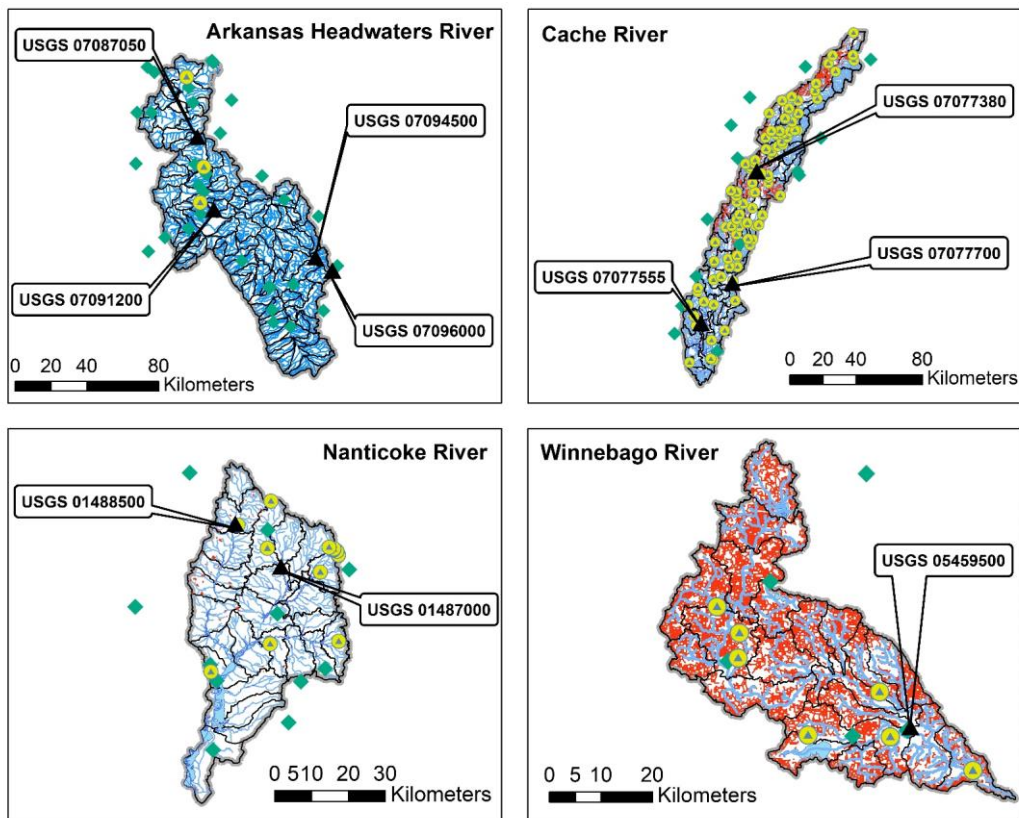 Arkansas Headwaters River
USGS 07087050
USGS 07094500
USGS 07091200
USGS 07096000
0 20 40 80
Kilometers
Cache River
USGS 07077380
USGS 07077700
USGS 07077555
0 20 40 80
Kilometers
Nanticoke River
USGS 01488500
USGS 01487000
0 510 20 30
Kilometers
Winnebago River
USGS 05459500
0 5 10 20
Kilometers